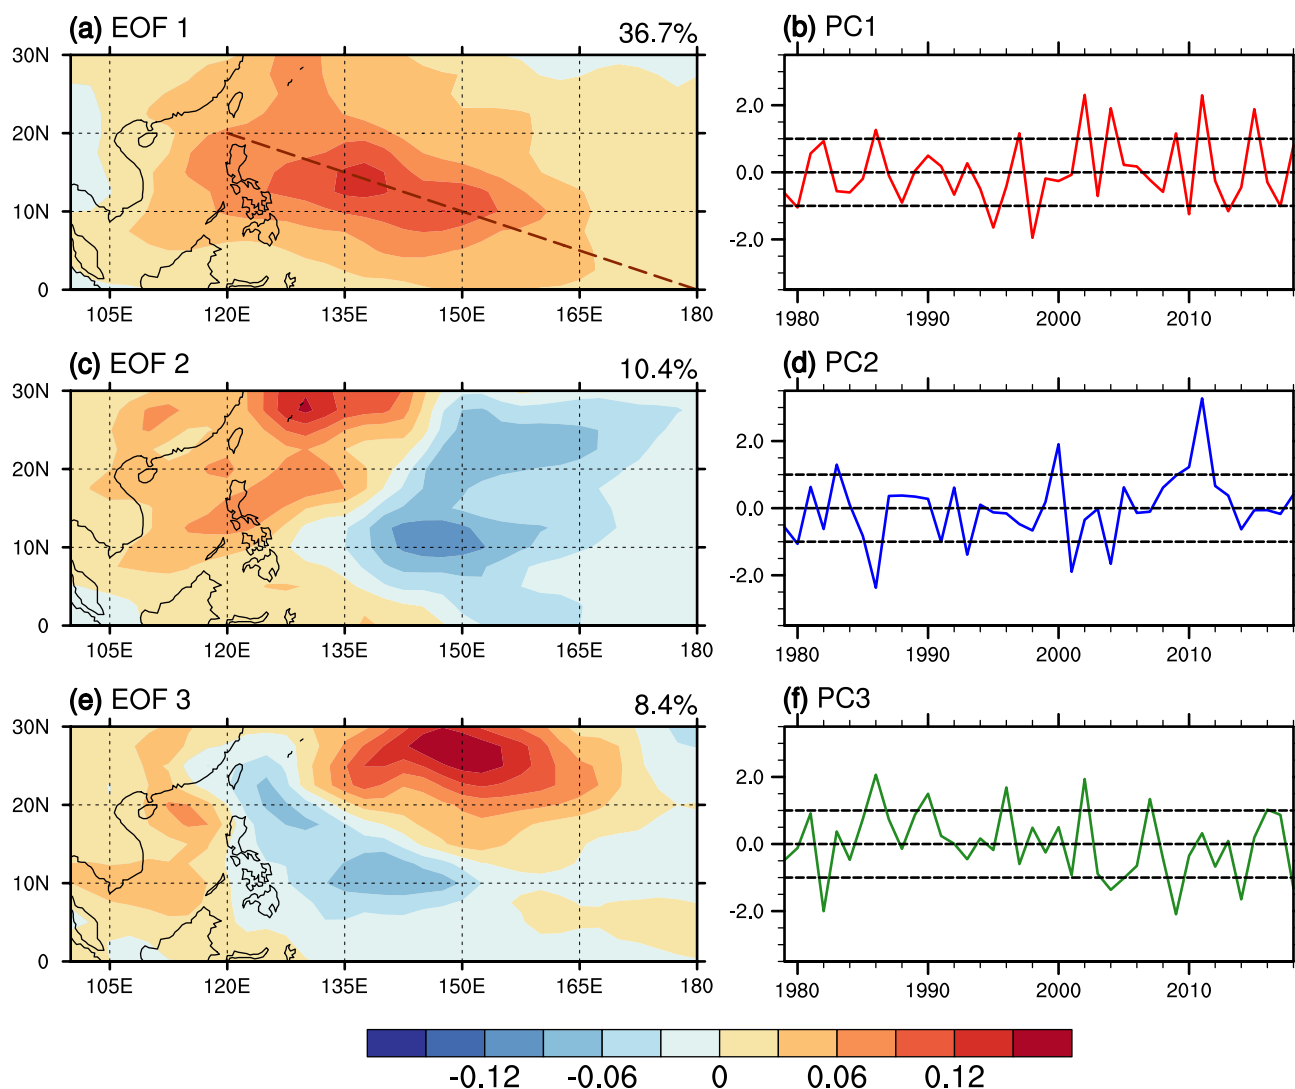 (a) EOF 1 36.7%
30N
20N
10N
0
105E 120E 135E 150E 165E 180
(b) PC1
2.0
0.0
-2.0
1980 1990 2000 2010
(c) EOF 2 10.4%
30N
20N
10N
0
105E 120E 135E 150E 165E 180
(d) PC2
2.0
0.0
-2.0
1980 1990 2000 2010
(e) EOF 3 8.4%
30N
20N
10N
0
105E 120E 135E 150E 165E 180
(f) PC3
2.0
0.0
-2.0
1980 1990 2000 2010
-0.12 -0.06 0 0.06 0.12